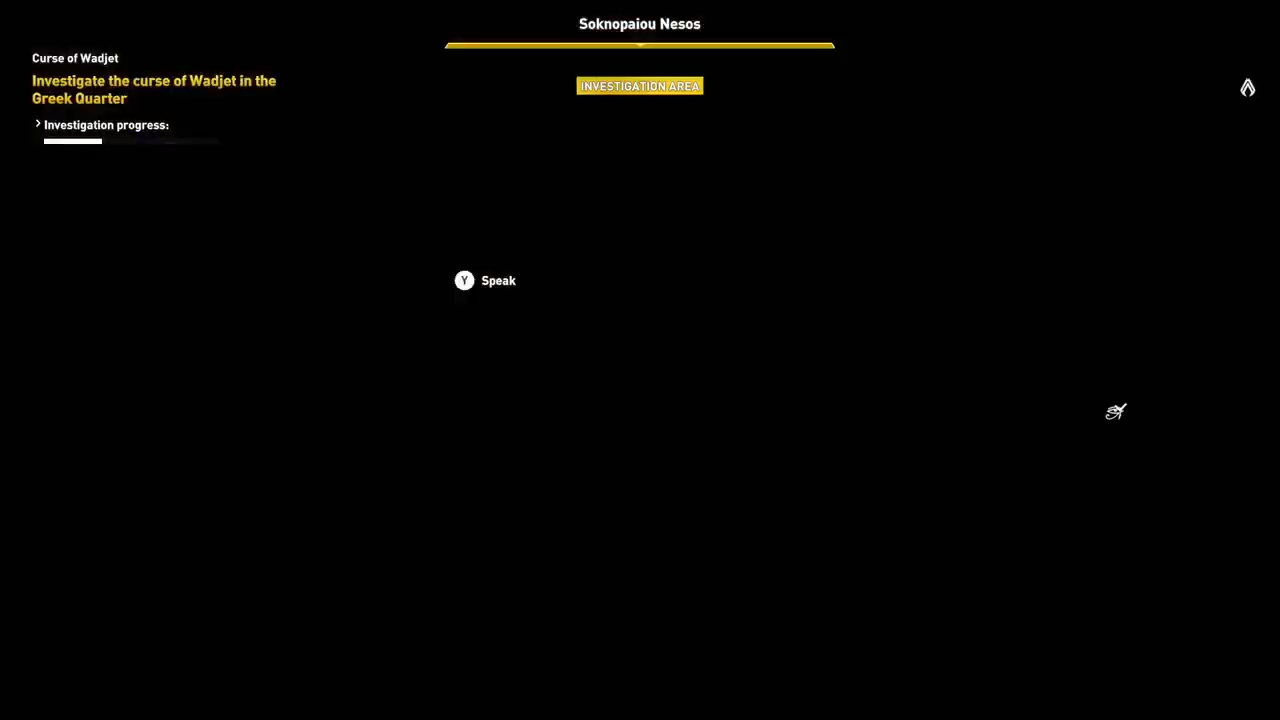 Soknopaiou Nesos
Curse of Wadjet
Investigate the curse of Wadjet in the
Greek Quarter
INVESTIGATION AREA
Investigation progress:
Y Speak